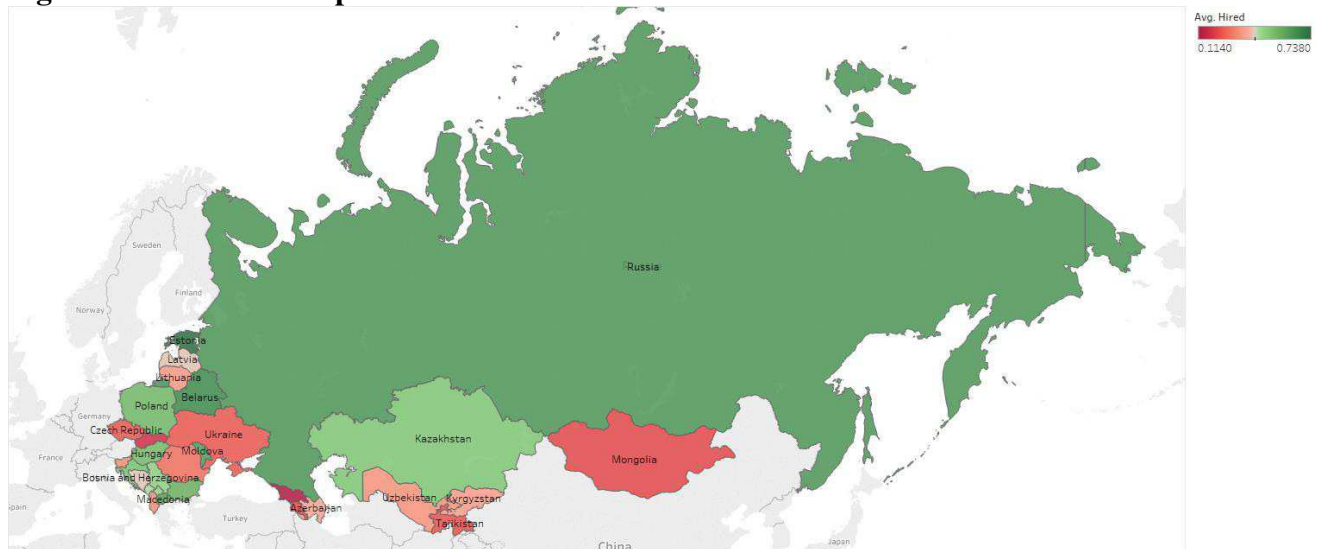 Avg. Hired
0.1140 0.7380
Russia
Sweden
Finland
Norway
Estonia
Latvia
Lithuania
Belarus
Poland
Germany
Czech Republic
Ukraine
Kazakhstan
France
Hungary
Moldova
Mongolia
Bosnia and Herzegovina
Macedonia
Uzbekistan
Kyrgyzstan
Azerbaijan
Turkey
Tajikistan
China
Japan